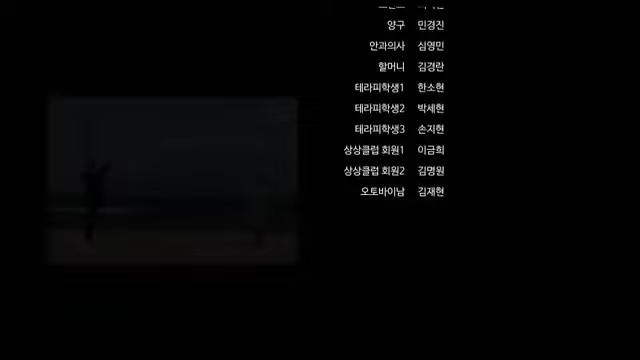 양구 민경진
안과의사 심영민
할머니 김경란
테라피학생1 한소현
테라피학생2 박세현
테라피학생3 손지현
상상클럽 회원1 이금희
상상클럽 회원2 김명원
오토바이남 김재현